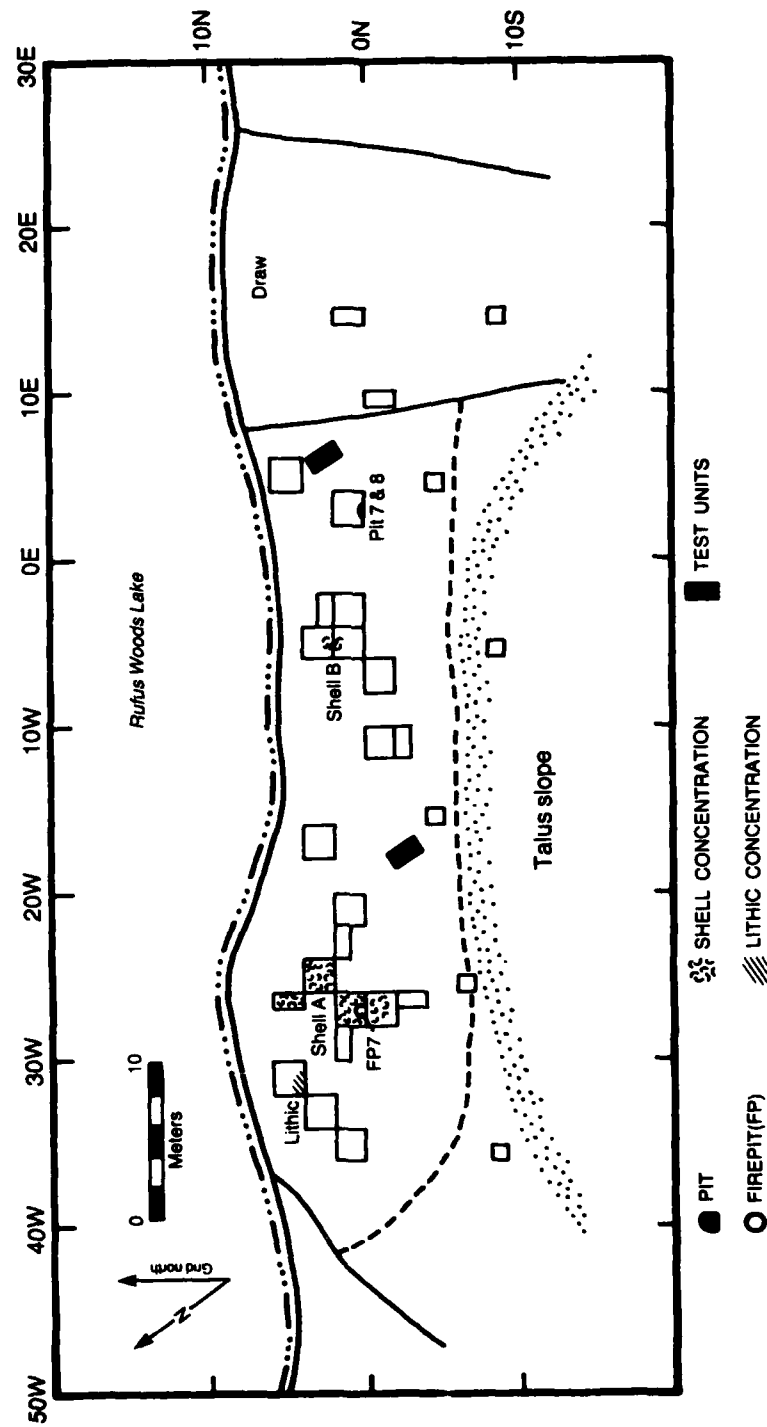 50W
40W
30W
20W
10W
0E
10E
20E
30E
10N
0N
10S
Grid north
N
0
10
Meters
Rufus Woods Lake
Draw
Lithic
Shell A
FP7
Shell B
Pit 7 & 8
Talus slope
PIT
SHELL CONCENTRATION
TEST UNITS
FIREPIT(FP)
LITHIC CONCENTRATION